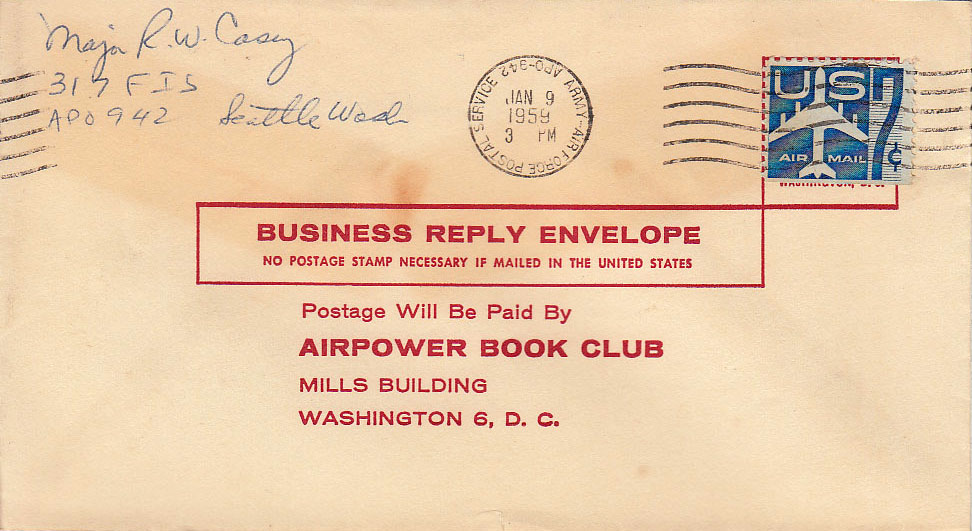 Major R. W. Casey
317 FIS
APO 942 Seattle Wash
ARMY-AIR FORCE POSTAL SERVICE APO-942
JAN 9
1959
3 PM
US
AIR MAIL 7¢
WASHINGTON, D. C.
BUSINESS REPLY ENVELOPE
NO POSTAGE STAMP NECESSARY IF MAILED IN THE UNITED STATES
Postage Will Be Paid By
AIRPOWER BOOK CLUB
MILLS BUILDING
WASHINGTON 6, D. C.